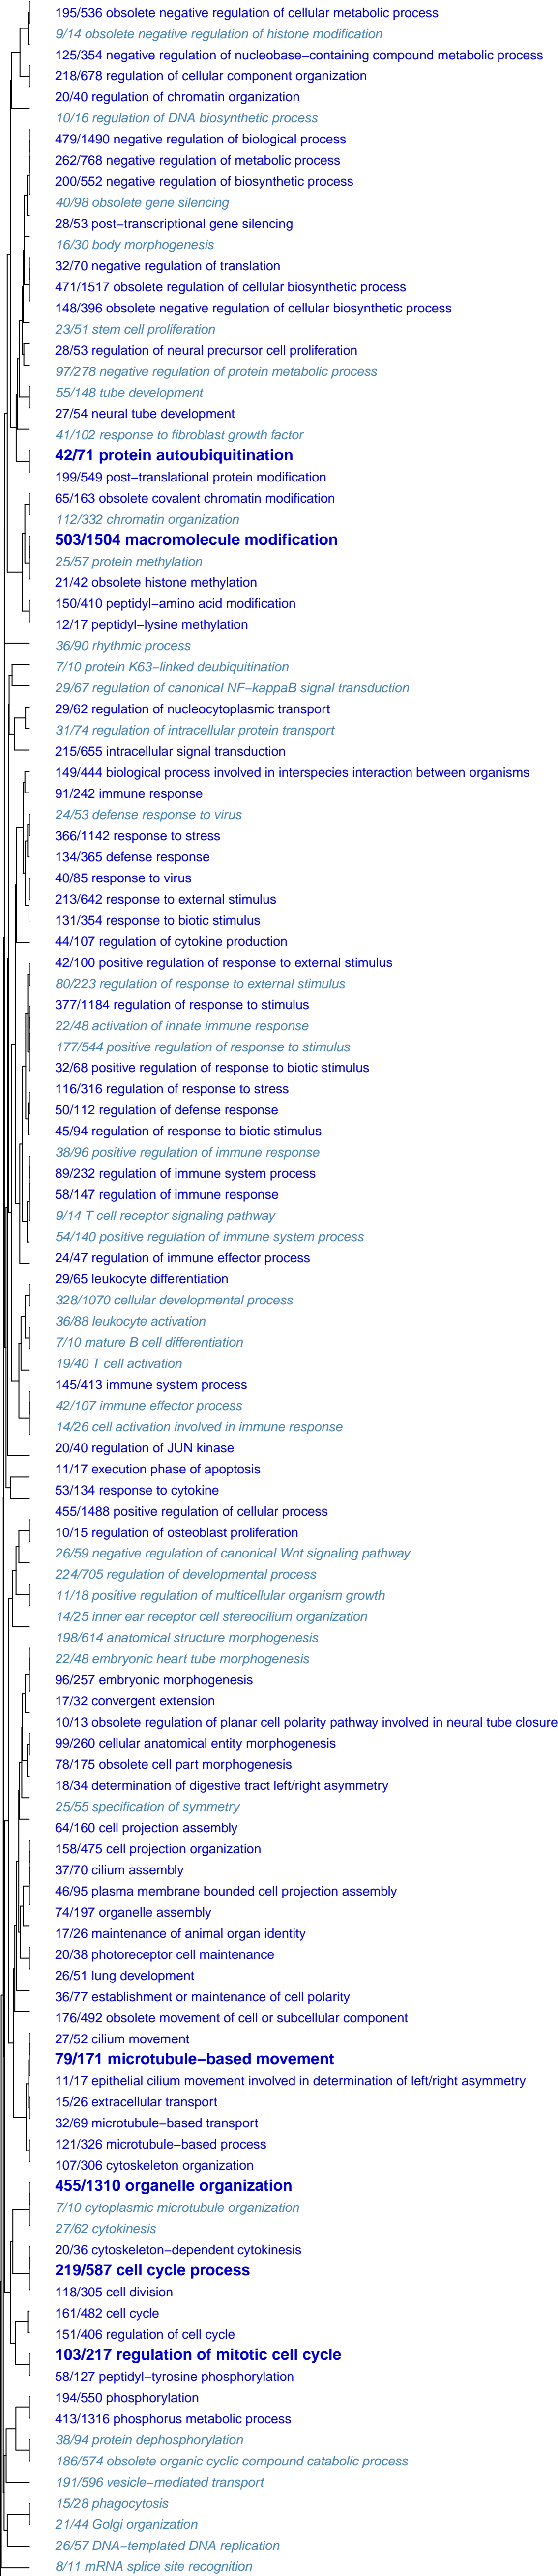 195/536 obsolete negative regulation of cellular metabolic process
9/14 obsolete negative regulation of histone modification
125/354 negative regulation of nucleobase−containing compound metabolic process
218/678 regulation of cellular component organization
20/40 regulation of chromatin organization
10/16 regulation of DNA biosynthetic process
479/1490 negative regulation of biological process
262/768 negative regulation of metabolic process
200/552 negative regulation of biosynthetic process
40/98 obsolete gene silencing
28/53 post−transcriptional gene silencing
16/30 body morphogenesis
32/70 negative regulation of translation
471/1517 obsolete regulation of cellular biosynthetic process
148/396 obsolete negative regulation of cellular biosynthetic process
23/51 stem cell proliferation
28/53 regulation of neural precursor cell proliferation
97/278 negative regulation of protein metabolic process
55/148 tube development
27/54 neural tube development
41/102 response to fibroblast growth factor
42/71 protein autoubiquitination
199/549 post−translational protein modification
65/163 obsolete covalent chromatin modification
112/332 chromatin organization
503/1504 macromolecule modification
25/57 protein methylation
21/42 obsolete histone methylation
150/410 peptidyl−amino acid modification
12/17 peptidyl−lysine methylation
36/90 rhythmic process
7/10 protein K63−linked deubiquitination
29/67 regulation of canonical NF−kappaB signal transduction
29/62 regulation of nucleocytoplasmic transport
31/74 regulation of intracellular protein transport
215/655 intracellular signal transduction
149/444 biological process involved in interspecies interaction between organisms
91/242 immune response
24/53 defense response to virus
366/1142 response to stress
134/365 defense response
40/85 response to virus
213/642 response to external stimulus
131/354 response to biotic stimulus
44/107 regulation of cytokine production
42/100 positive regulation of response to external stimulus
80/223 regulation of response to external stimulus
377/1184 regulation of response to stimulus
22/48 activation of innate immune response
177/544 positive regulation of response to stimulus
32/68 positive regulation of response to biotic stimulus
116/316 regulation of response to stress
50/112 regulation of defense response
45/94 regulation of response to biotic stimulus
38/96 positive regulation of immune response
89/232 regulation of immune system process
58/147 regulation of immune response
9/14 T cell receptor signaling pathway
54/140 positive regulation of immune system process
24/47 regulation of immune effector process
29/65 leukocyte differentiation
328/1070 cellular developmental process
36/88 leukocyte activation
7/10 mature B cell differentiation
19/40 T cell activation
145/413 immune system process
42/107 immune effector process
14/26 cell activation involved in immune response
20/40 regulation of JUN kinase
11/17 execution phase of apoptosis
53/134 response to cytokine
455/1488 positive regulation of cellular process
10/15 regulation of osteoblast proliferation
26/59 negative regulation of canonical Wnt signaling pathway
224/705 regulation of developmental process
11/18 positive regulation of multicellular organism growth
14/25 inner ear receptor cell stereocilium organization
198/614 anatomical structure morphogenesis
22/48 embryonic heart tube morphogenesis
96/257 embryonic morphogenesis
17/32 convergent extension
10/13 obsolete regulation of planar cell polarity pathway involved in neural tube closure
99/260 cellular anatomical entity morphogenesis
78/175 obsolete cell part morphogenesis
18/34 determination of digestive tract left/right asymmetry
25/55 specification of symmetry
64/160 cell projection assembly
158/475 cell projection organization
37/70 cilium assembly
46/95 plasma membrane bounded cell projection assembly
74/197 organelle assembly
17/26 maintenance of animal organ identity
20/38 photoreceptor cell maintenance
26/51 lung development
36/77 establishment or maintenance of cell polarity
176/492 obsolete movement of cell or subcellular component
27/52 cilium movement
79/171 microtubule−based movement
11/17 epithelial cilium movement involved in determination of left/right asymmetry
15/26 extracellular transport
32/69 microtubule−based transport
121/326 microtubule−based process
107/306 cytoskeleton organization
455/1310 organelle organization
7/10 cytoplasmic microtubule organization
27/62 cytokinesis
20/36 cytoskeleton−dependent cytokinesis
219/587 cell cycle process
118/305 cell division
161/482 cell cycle
151/406 regulation of cell cycle
103/217 regulation of mitotic cell cycle
58/127 peptidyl−tyrosine phosphorylation
194/550 phosphorylation
413/1316 phosphorus metabolic process
38/94 protein dephosphorylation
186/574 obsolete organic cyclic compound catabolic process
191/596 vesicle−mediated transport
15/28 phagocytosis
21/44 Golgi organization
26/57 DNA−templated DNA replication
8/11 mRNA splice site recognition